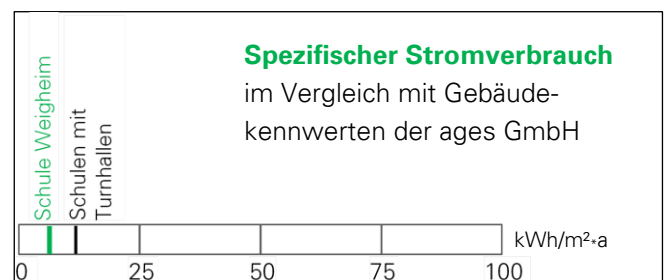 Spezifischer Stromverbrauch
im Vergleich mit Gebäude-
kennwerten der ages GmbH
Schule Weigheim
Schulen mit
Turnhallen
kWh/m²*a
0 25 50 75 100